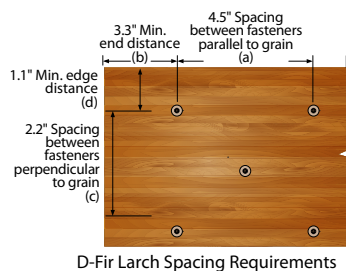 3.3" Min.
end distance
(b)
4.5" Spacing
between fasteners
parallel to grain
(a)
1.1" Min. edge
distance
(d)
2.2" Spacing
between
fasteners
perpendicular
to grain
(c)
D-Fir Larch Spacing Requirements